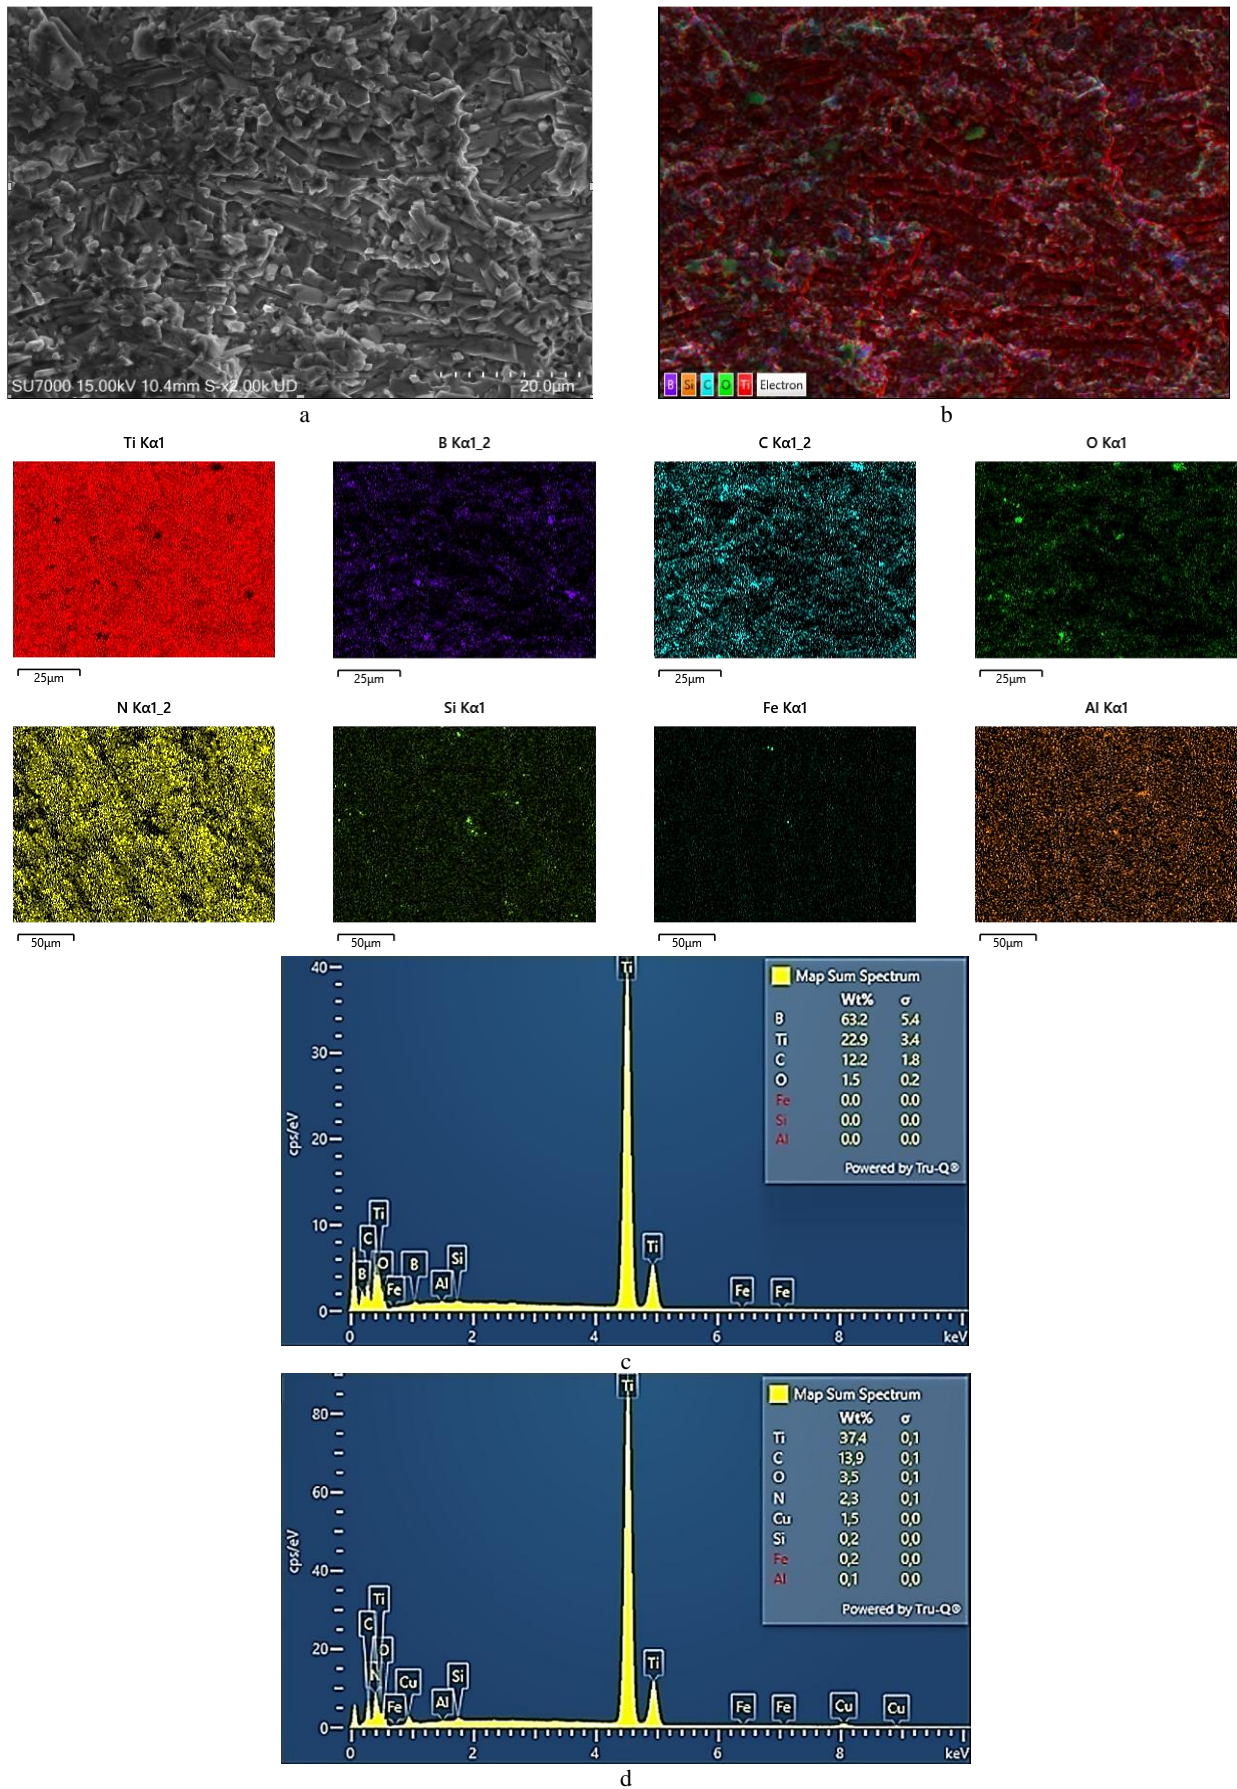 SU7000 15.00kV 10.4mm S-x2.00k UD 20.0µm
B Si C O Ti Electron
a b
Ti Kα1 B Kα1_2 C Kα1_2 O Kα1
25µm 25µm 25µm 25µm
N Kα1_2 Si Kα1 Fe Kα1 Al Kα1
50µm 50µm 50µm 50µm
40
30
20
10
0
cps/eV
Ti
Ti
C
O
B
Fe
B
Al
Si
Ti
Fe
Fe
0 2 4 6 8 keV
Map Sum Spectrum
Wt% σ
B 63.2 5.4
Ti 22.9 3.4
C 12.2 1.8
O 1.5 0.2
Fe 0.0 0.0
Si 0.0 0.0
Al 0.0 0.0
Powered by Tru-Q®
c
80
60
40
20
0
cps/eV
Ti
Ti
C
O
N
Fe
Cu
Al
Si
Ti
Fe
Fe
Cu
Cu
0 2 4 6 8 keV
Map Sum Spectrum
Wt% σ
Ti 37,4 0,1
C 13,9 0,1
O 3,5 0,1
N 2,3 0,1
Cu 1,5 0,0
Si 0,2 0,0
Fe 0,2 0,0
Al 0,1 0,0
Powered by Tru-Q®
d